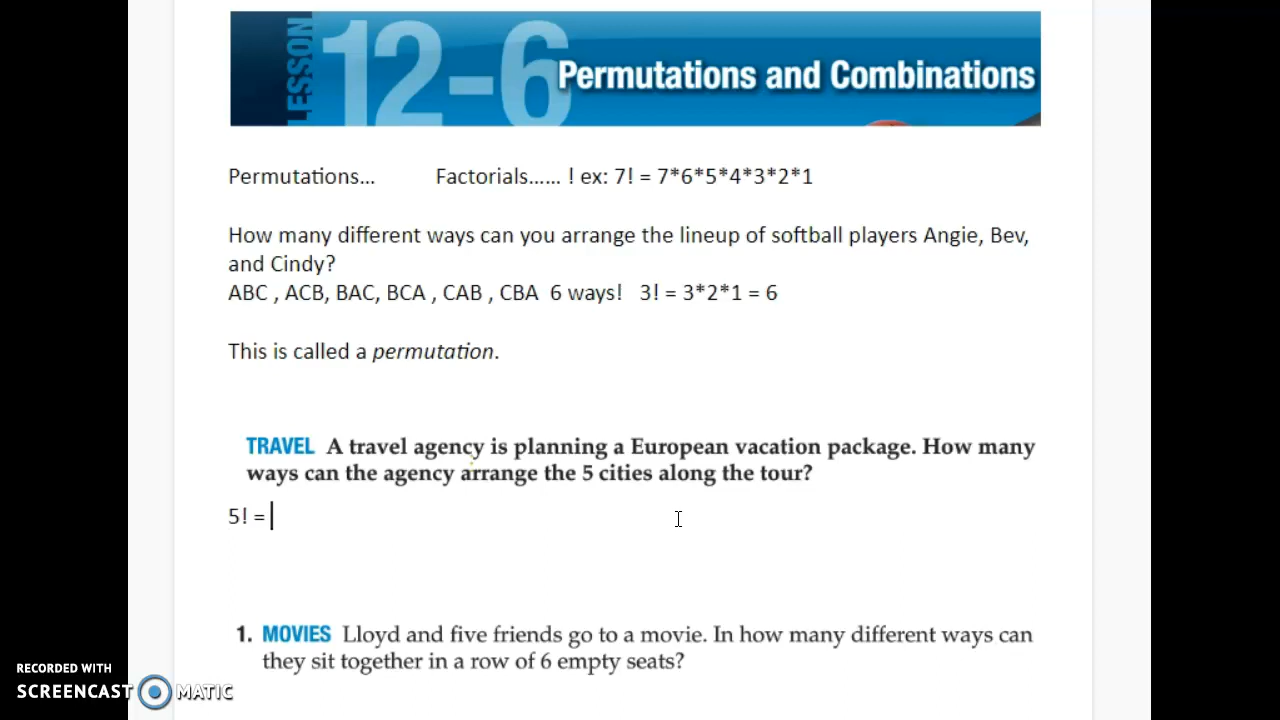 LESSON 12-6 Permutations and Combinations
Permutations... Factorials...... ! ex: 7! = 7*6*5*4*3*2*1
How many different ways can you arrange the lineup of softball players Angie, Bev,
and Cindy?
ABC , ACB, BAC, BCA , CAB , CBA 6 ways! 3! = 3*2*1 = 6
This is called a permutation.
TRAVEL A travel agency is planning a European vacation package. How many
ways can the agency arrange the 5 cities along the tour?
5! =
1. MOVIES Lloyd and five friends go to a movie. In how many different ways can
they sit together in a row of 6 empty seats?
RECORDED WITH
SCREENCAST MATIC